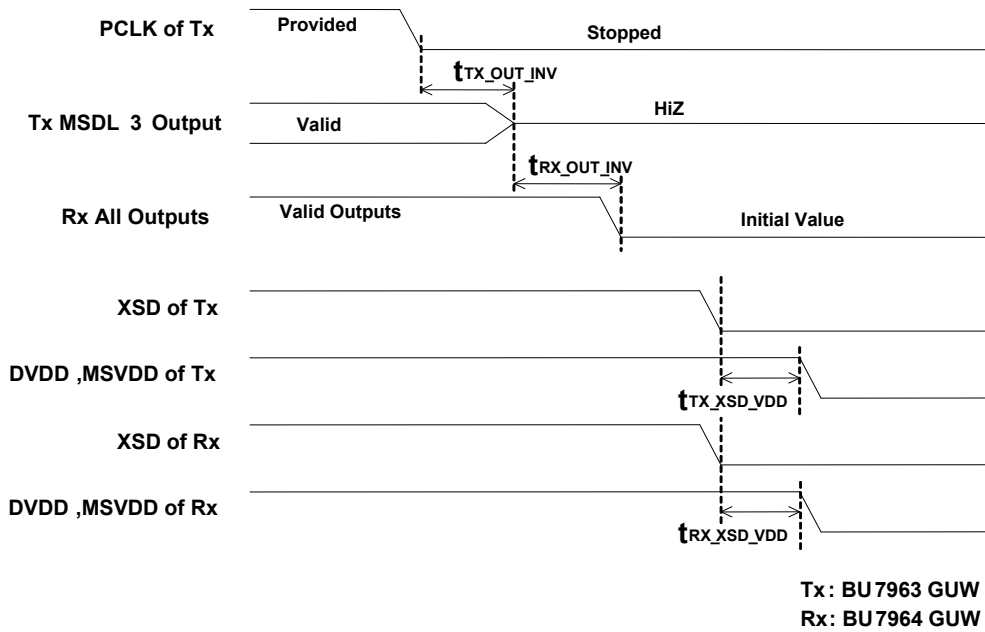 PCLK of Tx
Provided
Stopped
tTX_OUT_INV
Tx MSDL 3 Output
Valid
HiZ
tRX_OUT_INV
Rx All Outputs
Valid Outputs
Initial Value
XSD of Tx
DVDD ,MSVDD of Tx
tTX_XSD_VDD
XSD of Rx
DVDD ,MSVDD of Rx
tRX_XSD_VDD
Tx: BU7963 GUW
Rx: BU7964 GUW